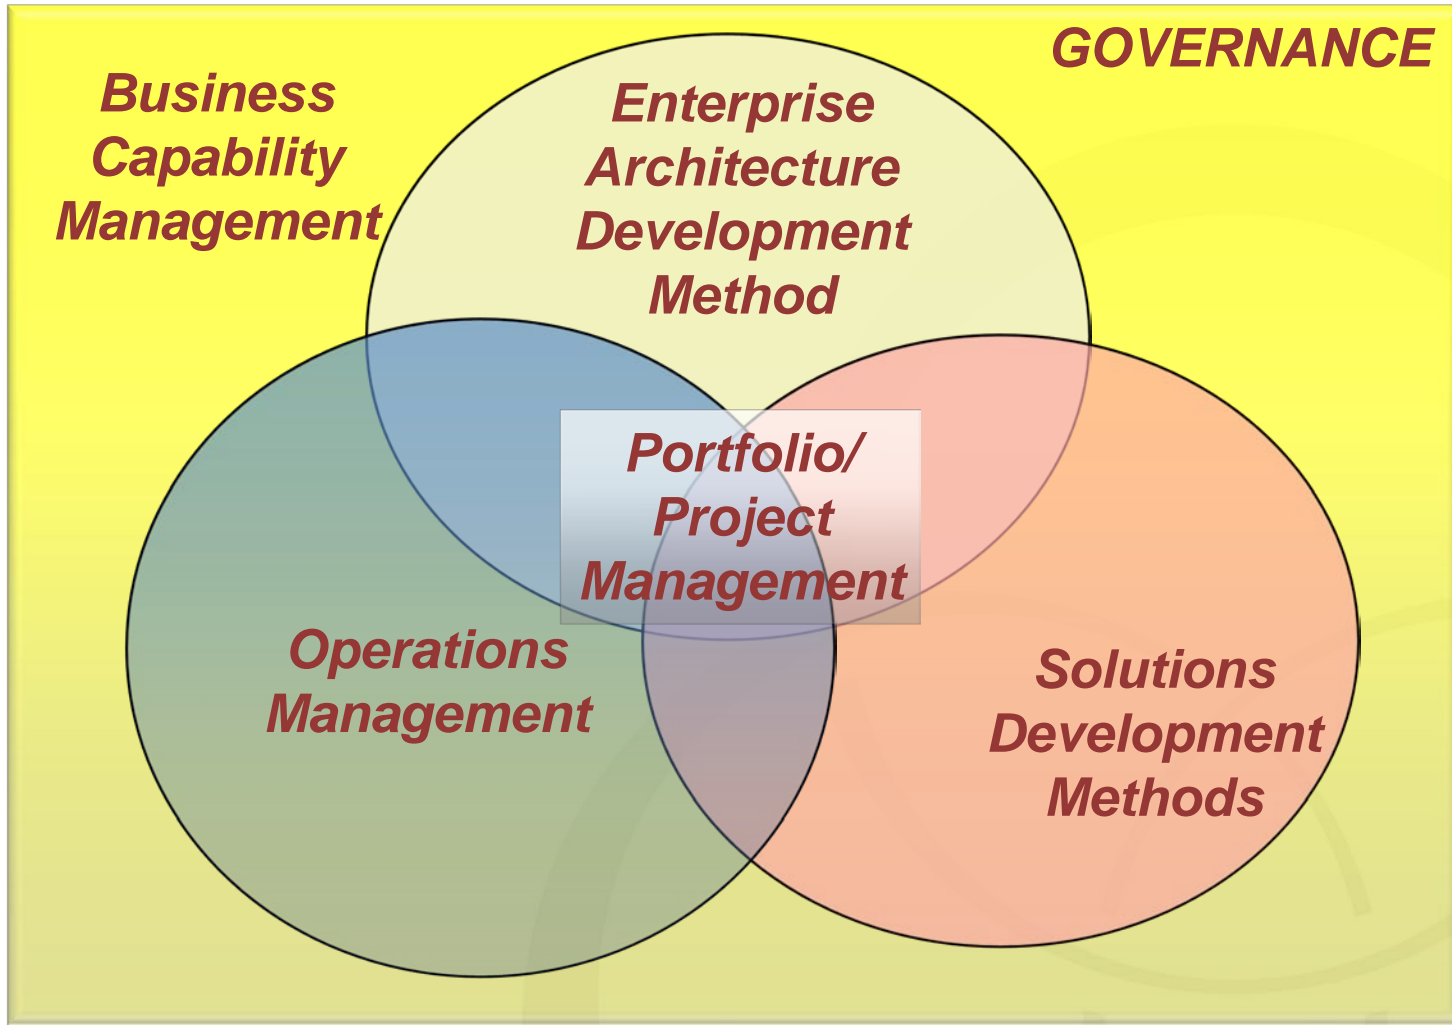 GOVERNANCE
Business
Capability
Management
Enterprise
Architecture
Development
Method
Portfolio/
Project
Management
Operations
Management
Solutions
Development
Methods